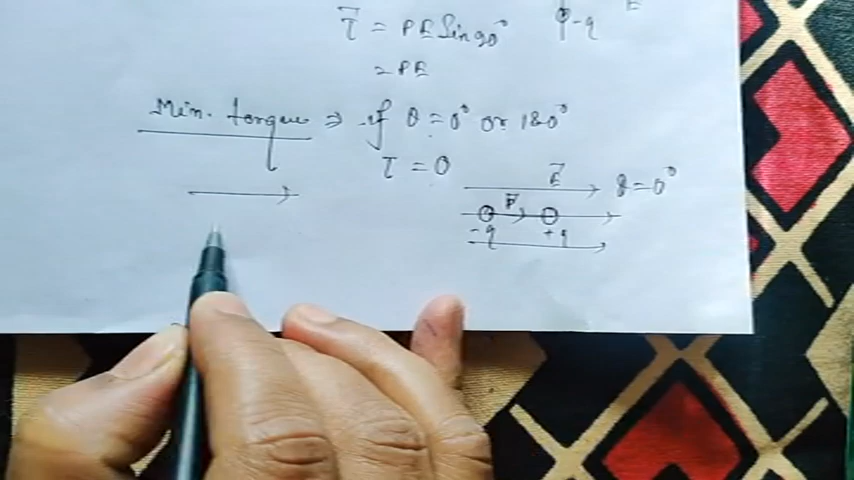 τ⃗ = PE Sin 90°
-q
E
= PE
Min. torque ⇒ if θ = 0° or 180°
τ = 0
E⃗
θ = 0°
P⃗
-q +q